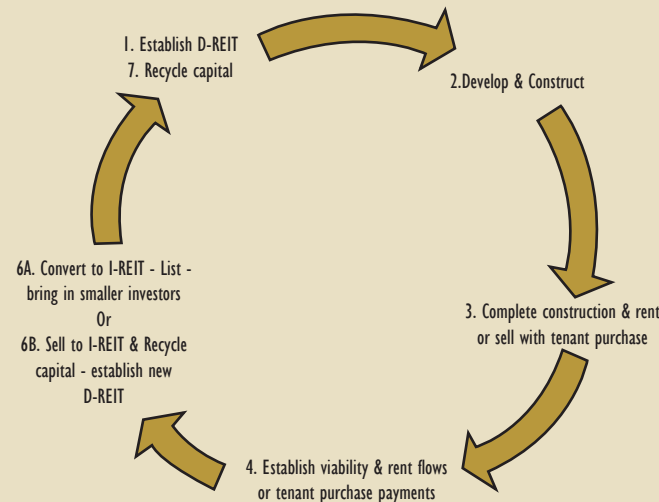 1. Establish D-REIT
7. Recycle capital
2.Develop & Construct
3. Complete construction & rent
or sell with tenant purchase
4. Establish viability & rent flows
or tenant purchase payments
6A. Convert to I-REIT - List -
bring in smaller investors
Or
6B. Sell to I-REIT & Recycle
capital - establish new
D-REIT